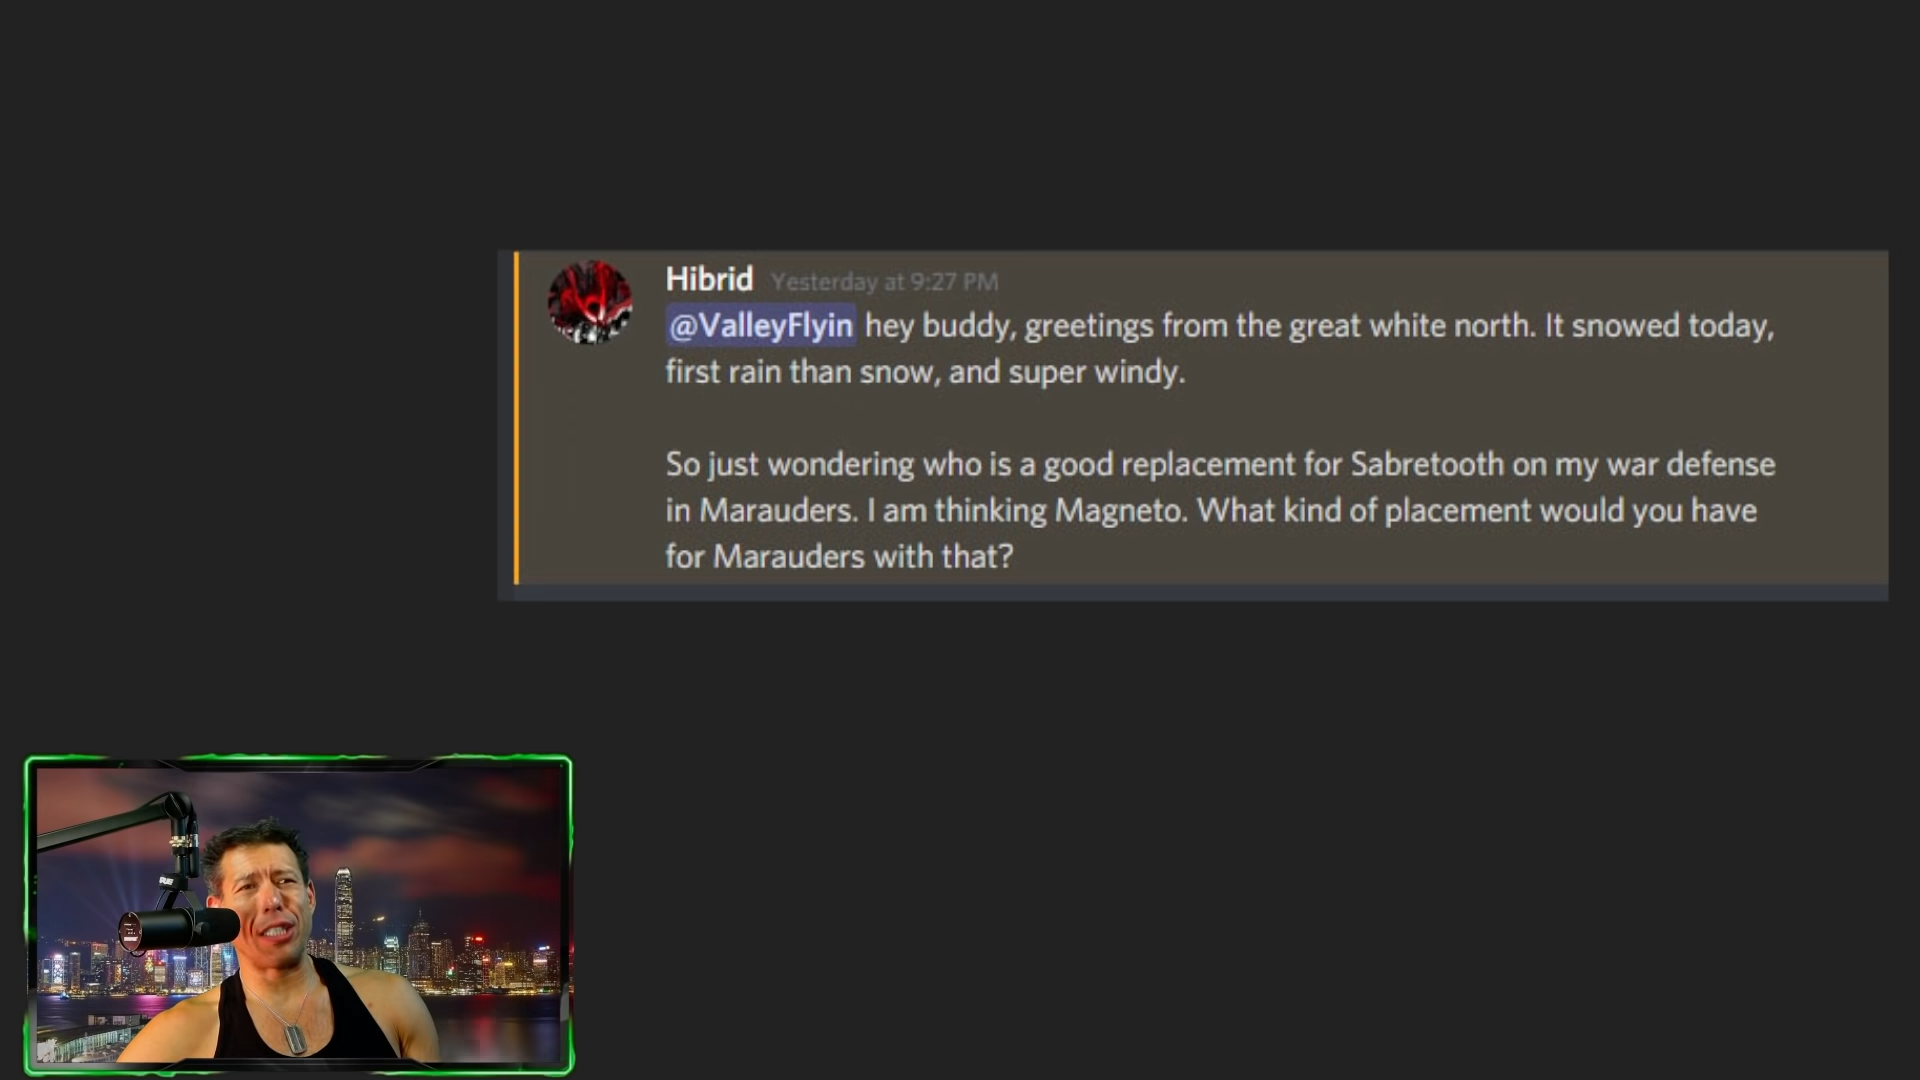 Hibrid Yesterday at 9:27 PM
@ValleyFlyin hey buddy, greetings from the great white north. It snowed today,
first rain than snow, and super windy.
So just wondering who is a good replacement for Sabretooth on my war defense
in Marauders. I am thinking Magneto. What kind of placement would you have
for Marauders with that?